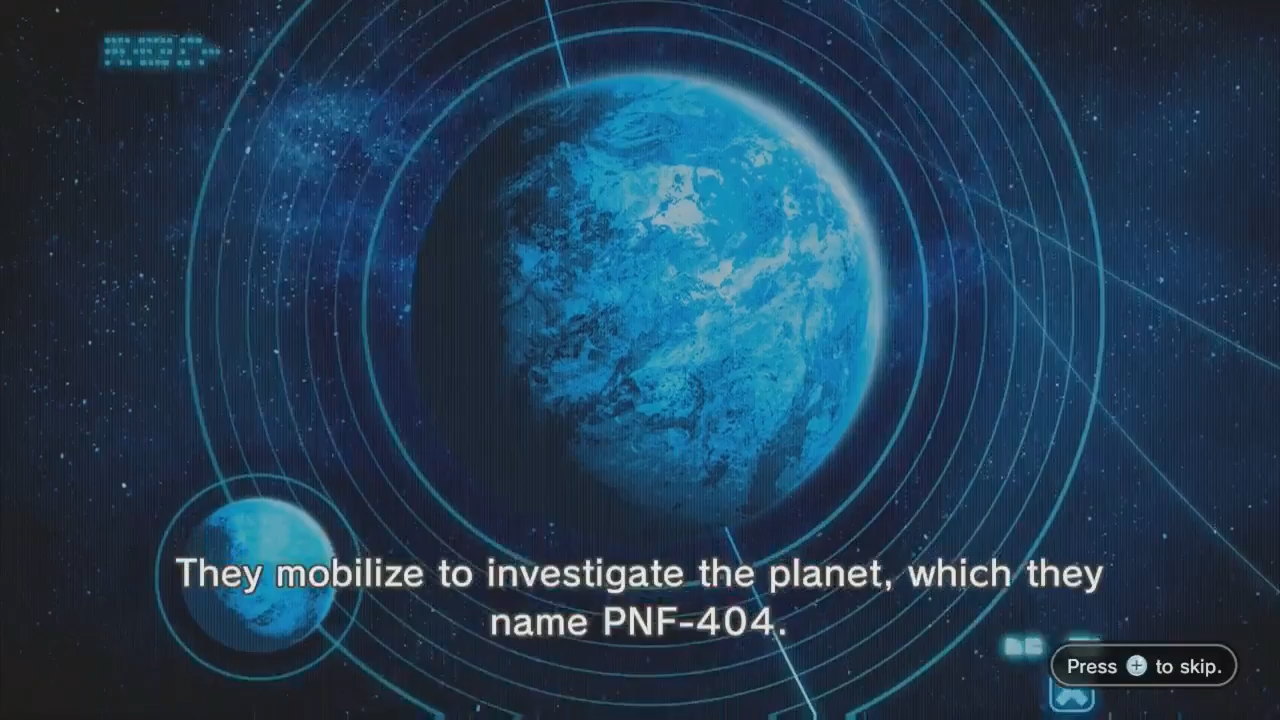 They mobilize to investigate the planet, which they
name PNF-404.
Press + to skip.